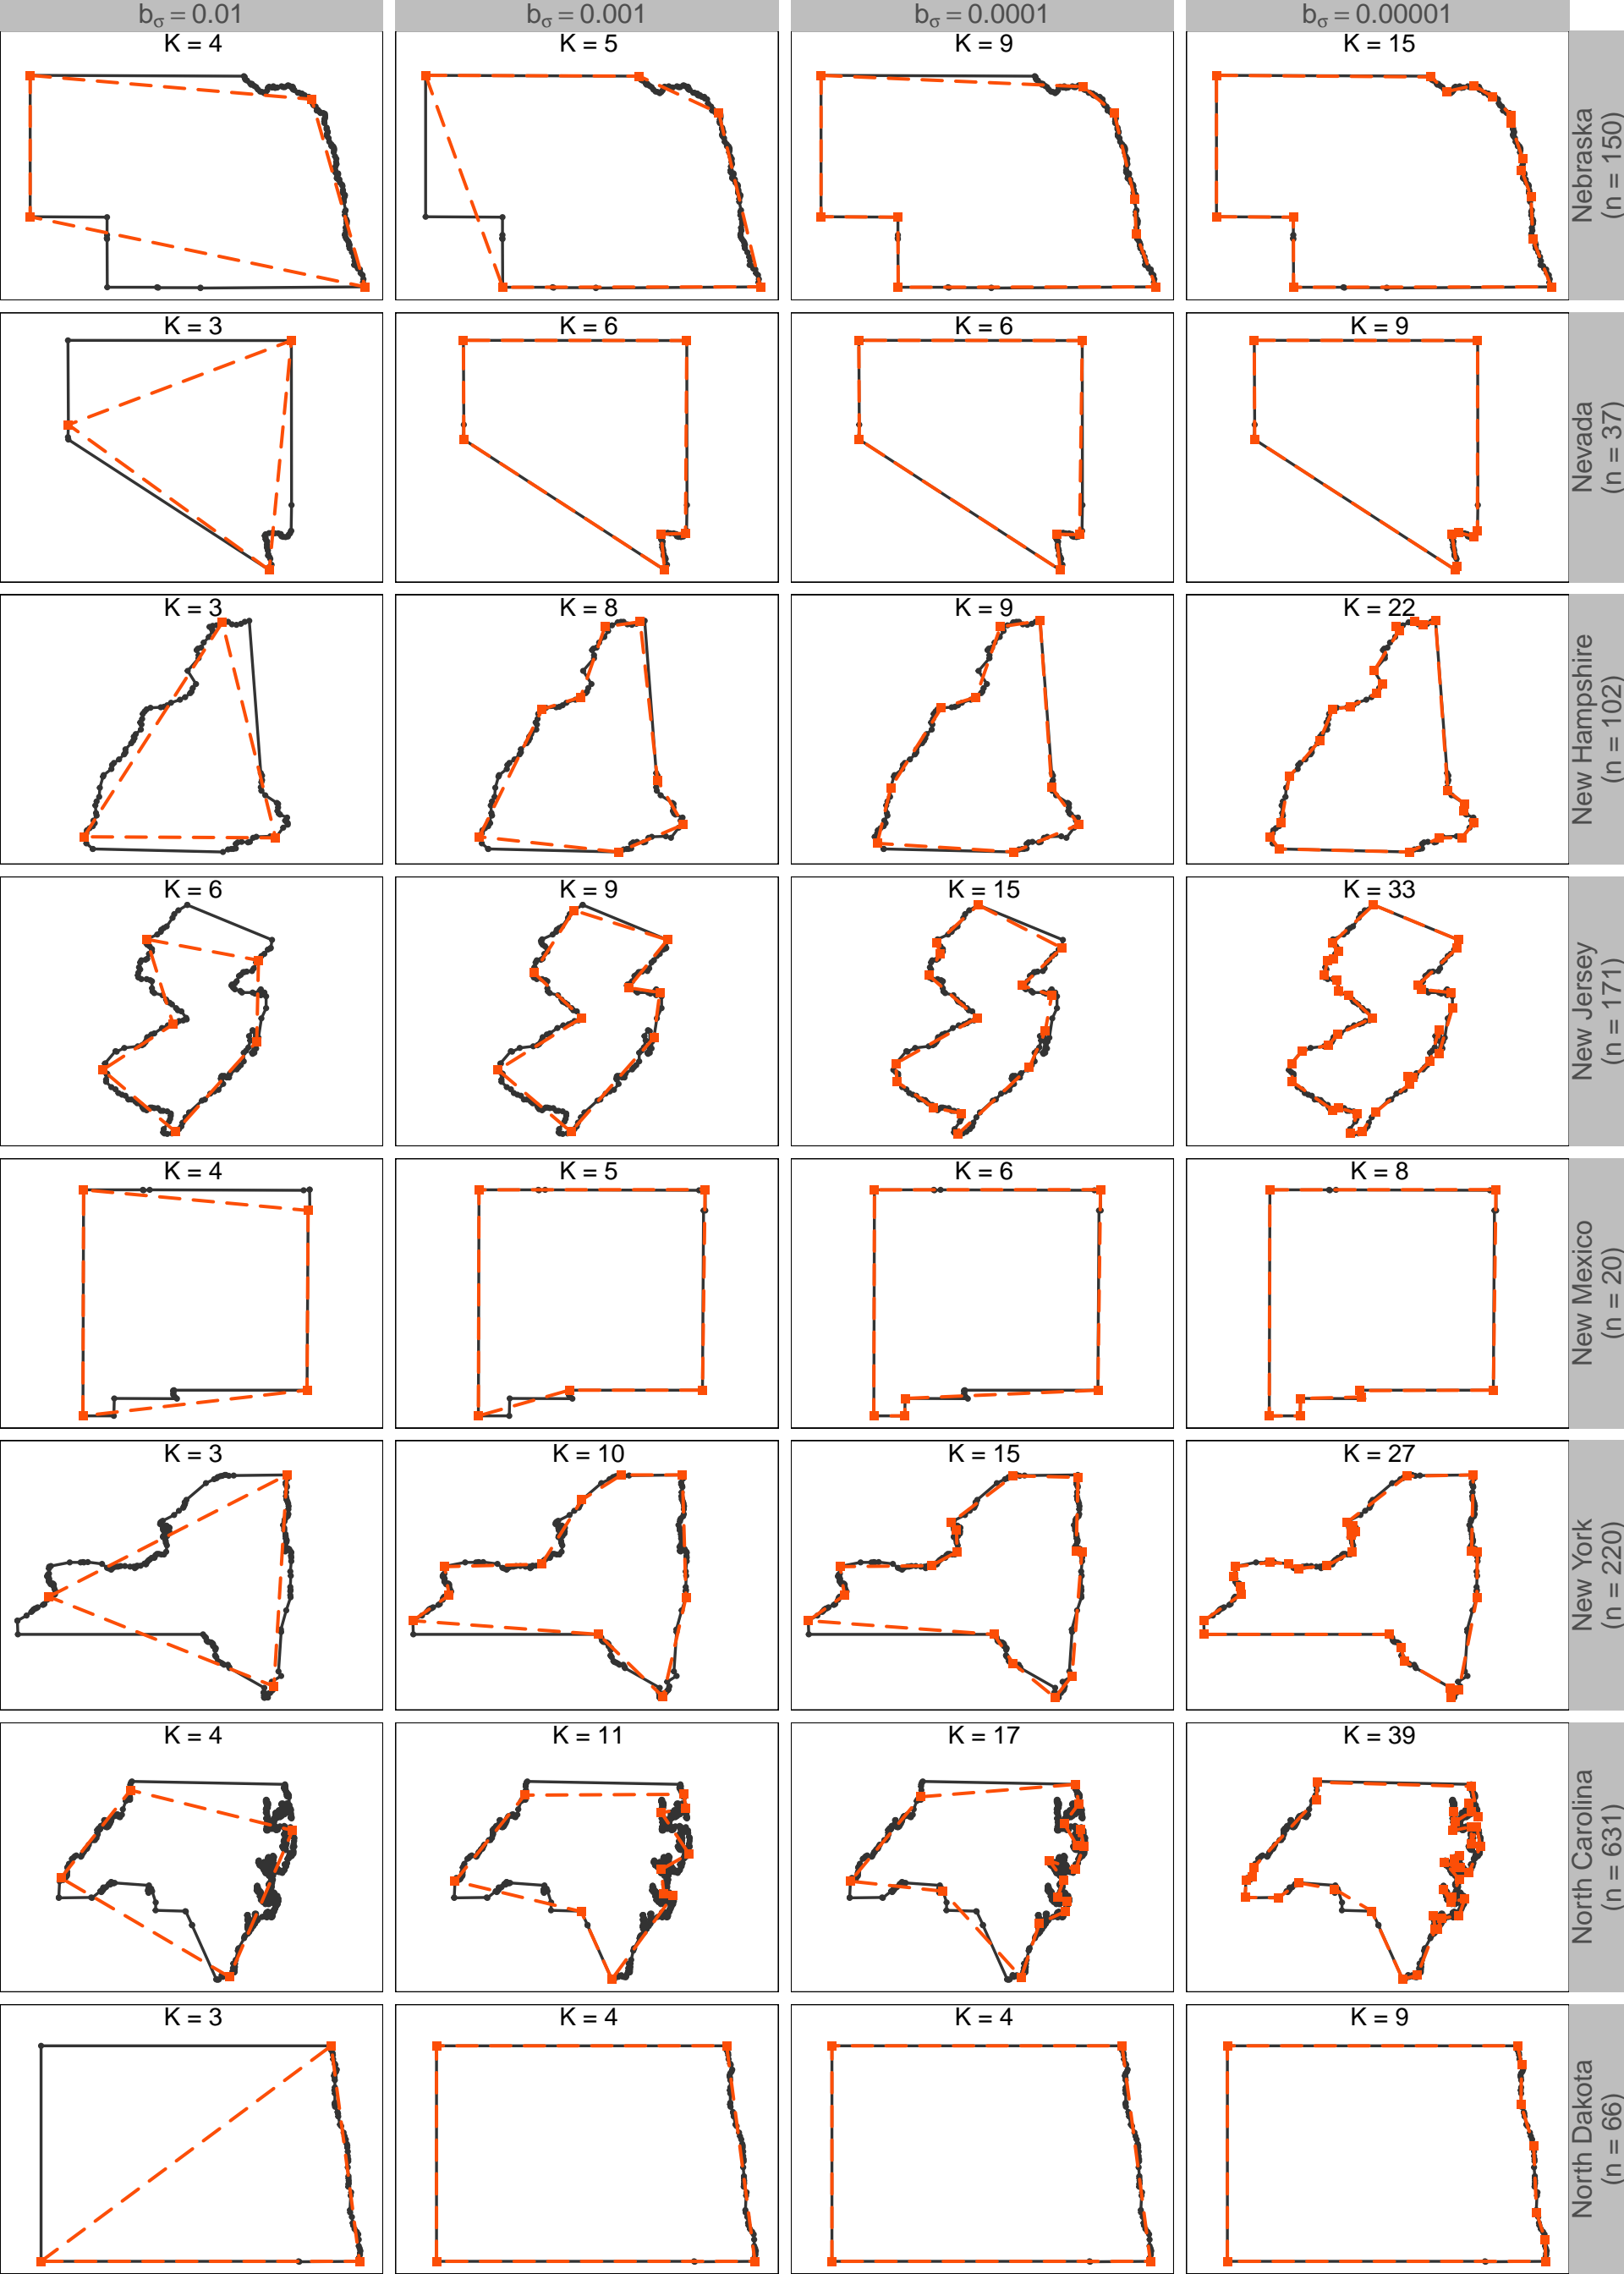 bσ = 0.01
bσ = 0.001
bσ = 0.0001
bσ = 0.00001
K = 4
K = 5
K = 9
K = 15
Nebraska
(n = 150)
K = 3
K = 6
K = 6
K = 9
Nevada
(n = 37)
K = 3
K = 8
K = 9
K = 22
New Hampshire
(n = 102)
K = 6
K = 9
K = 15
K = 33
New Jersey
(n = 171)
K = 4
K = 5
K = 6
K = 8
New Mexico
(n = 20)
K = 3
K = 10
K = 15
K = 27
New York
(n = 220)
K = 4
K = 11
K = 17
K = 39
North Carolina
(n = 631)
K = 3
K = 4
K = 4
K = 9
North Dakota
(n = 66)